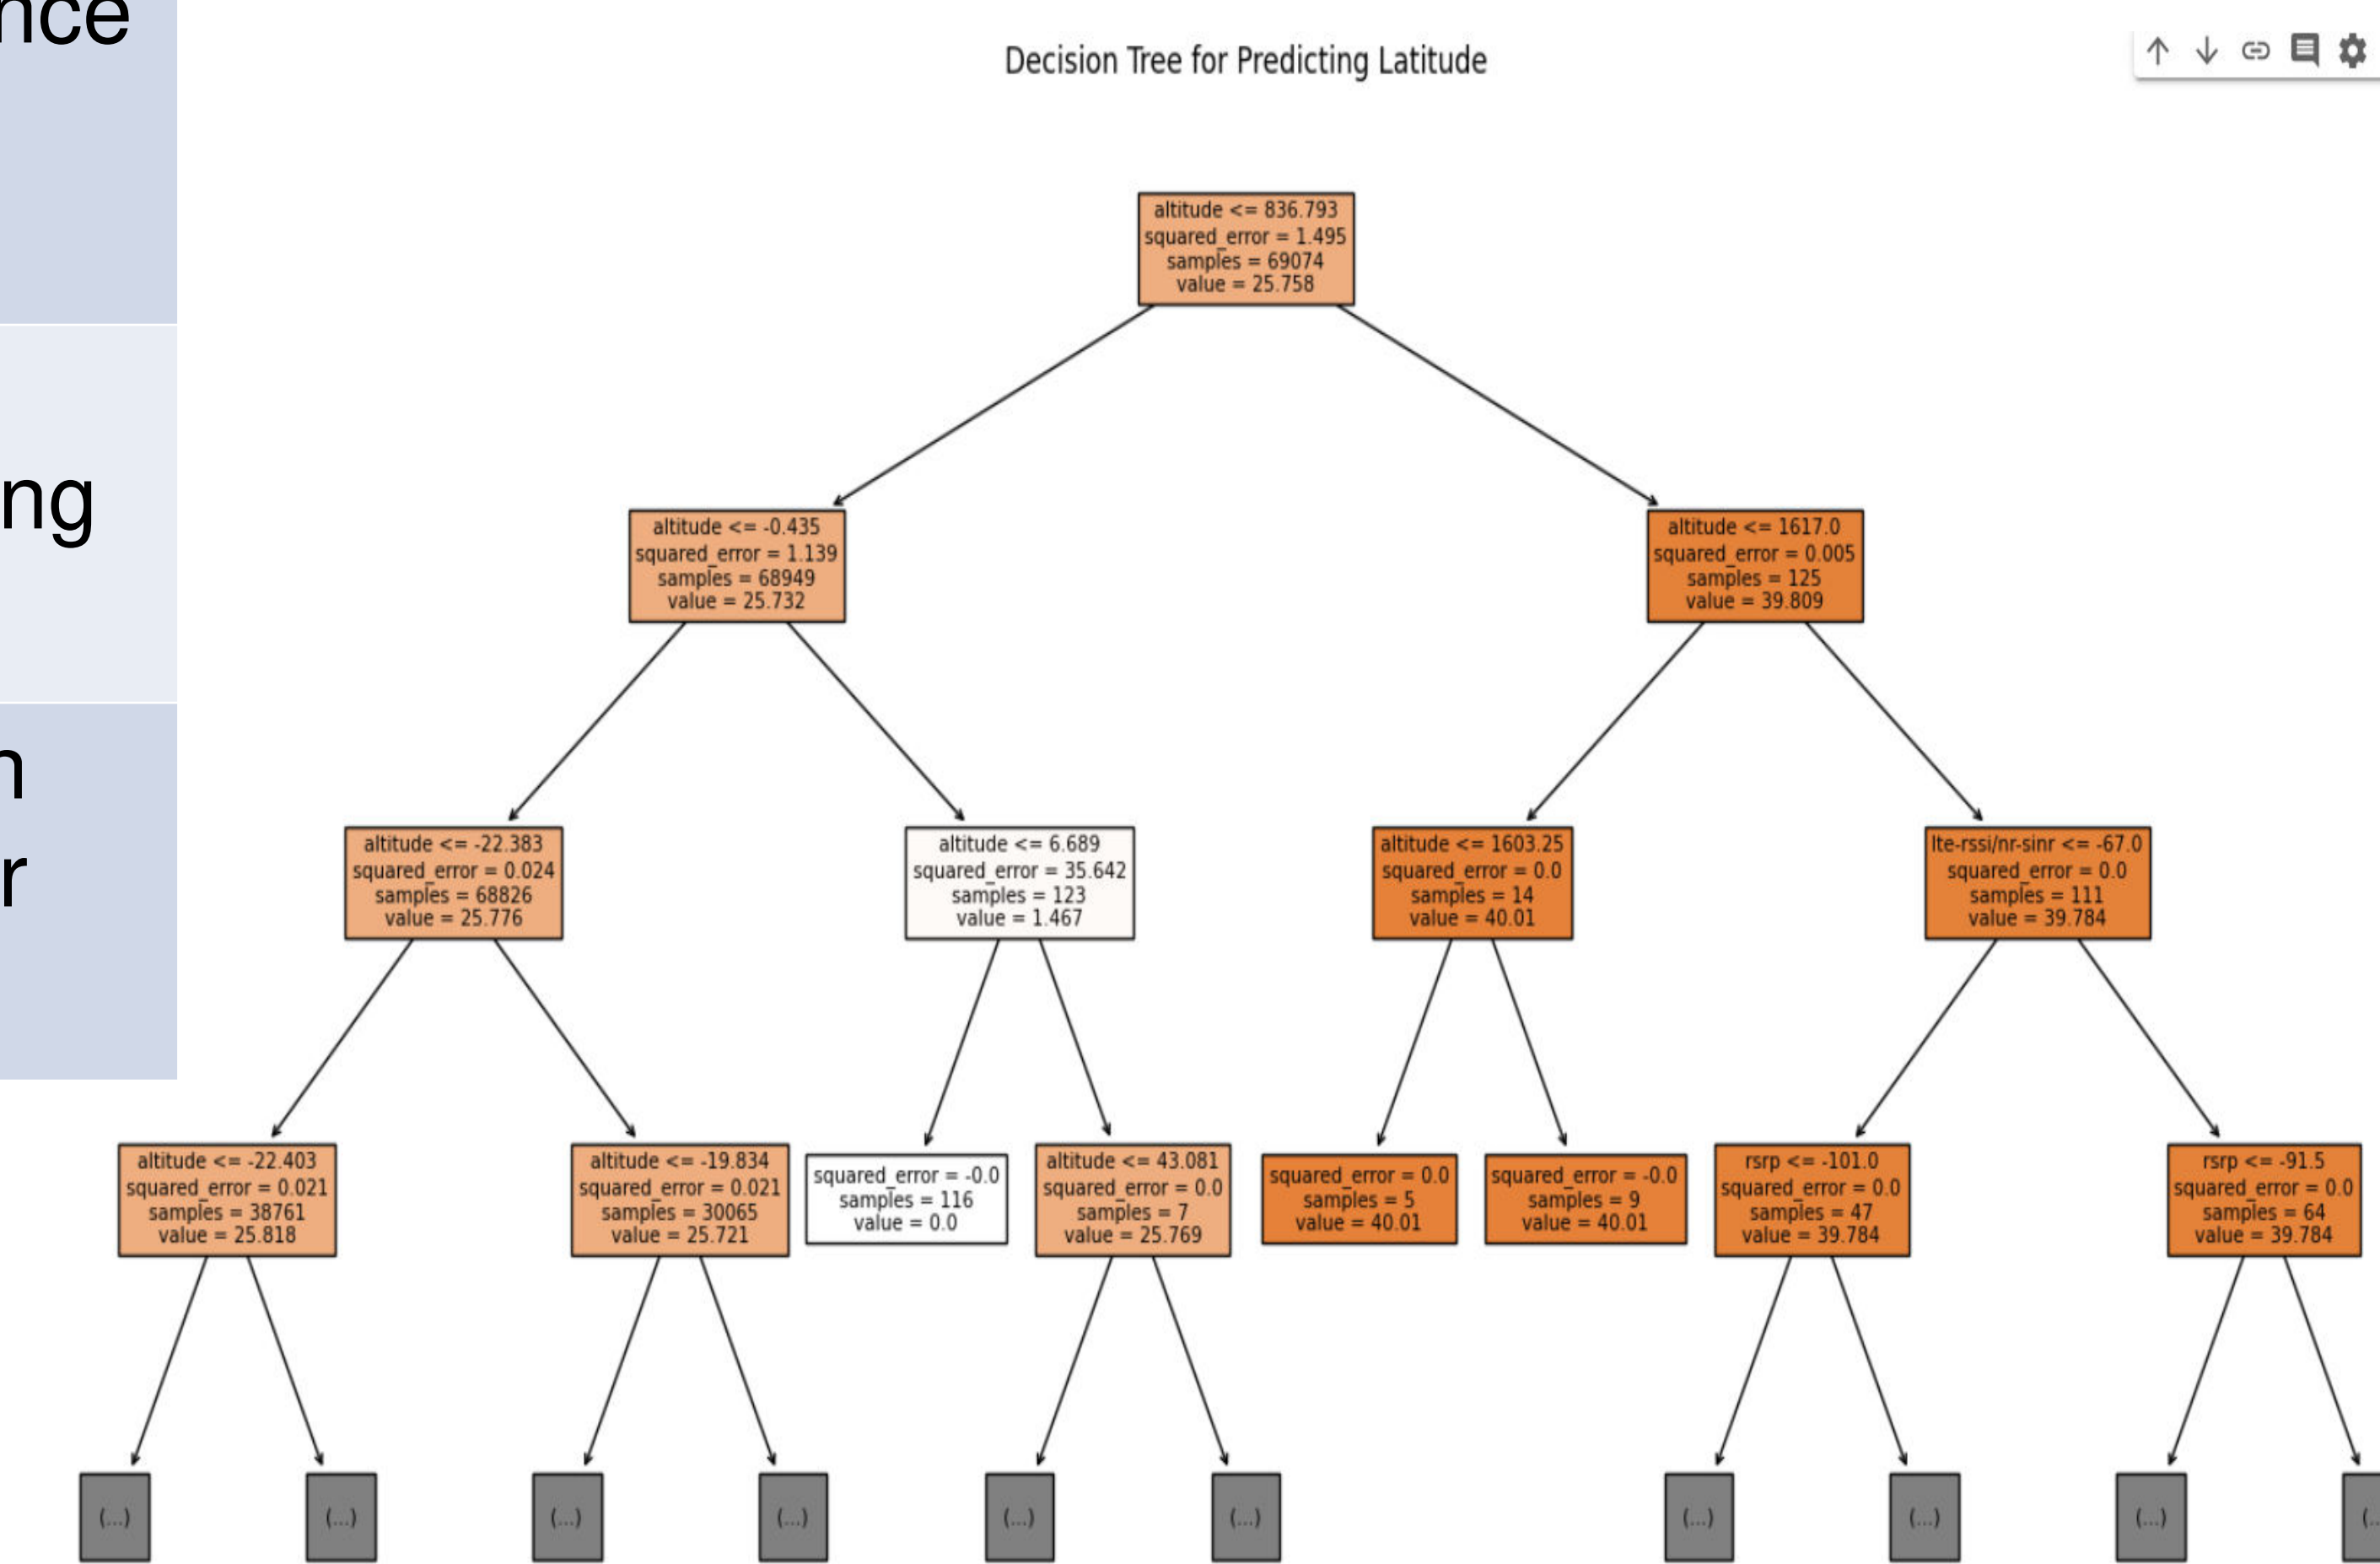 nce
ng
n
r
Decision Tree for Predicting Latitude
altitude <= 836.793
squared_error = 1.495
samples = 69074
value = 25.758
altitude <= -0.435
squared_error = 1.139
samples = 68949
value = 25.732
altitude <= 1617.0
squared_error = 0.005
samples = 125
value = 39.809
altitude <= -22.383
squared_error = 0.024
samples = 68826
value = 25.776
altitude <= 6.689
squared_error = 35.642
samples = 123
value = 1.467
altitude <= 1603.25
squared_error = 0.0
samples = 14
value = 40.01
lte-rssi/nr-sinr <= -67.0
squared_error = 0.0
samples = 111
value = 39.784
altitude <= -22.403
squared_error = 0.021
samples = 38761
value = 25.818
altitude <= -19.834
squared_error = 0.021
samples = 30065
value = 25.721
squared_error = -0.0
samples = 116
value = 0.0
altitude <= 43.081
squared_error = 0.0
samples = 7
value = 25.769
squared_error = 0.0
samples = 5
value = 40.01
squared_error = -0.0
samples = 9
value = 40.01
rsrp <= -101.0
squared_error = 0.0
samples = 47
value = 39.784
rsrp <= -91.5
squared_error = 0.0
samples = 64
value = 39.784
(...)
(...)
(...)
(...)
(...)
(...)
(...)
(...)
(...)
(..